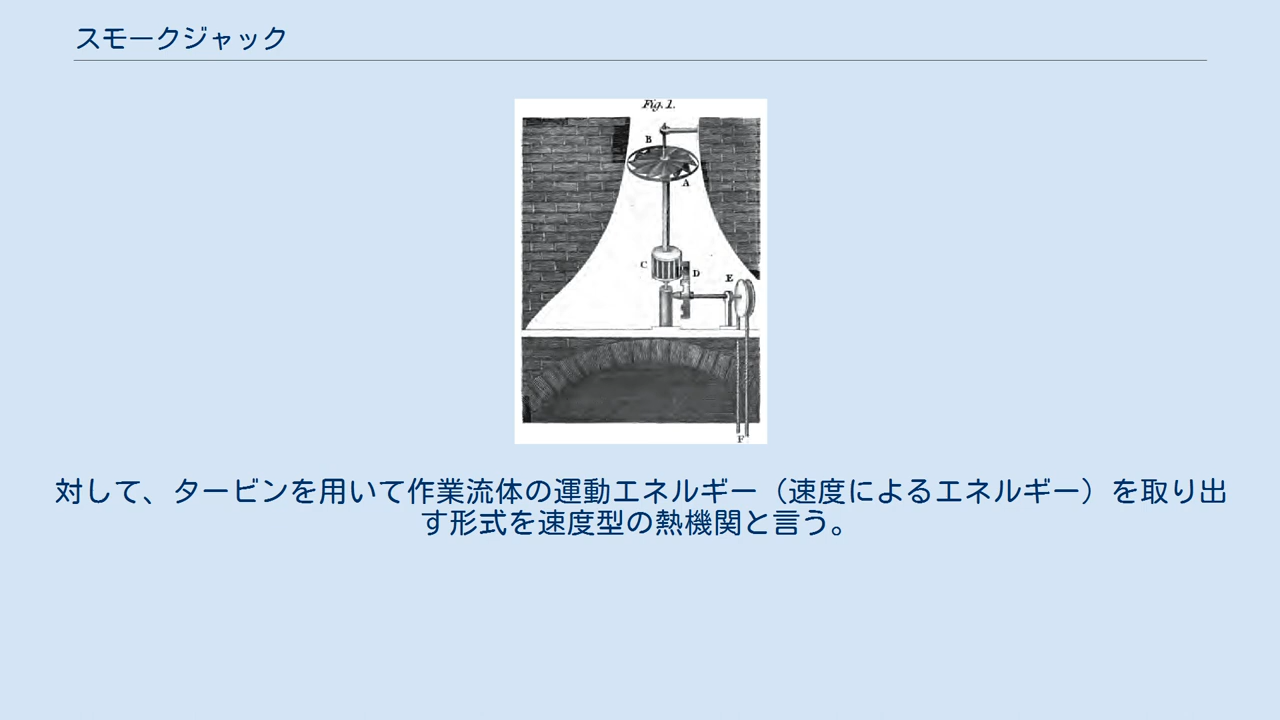 スモークジャック
Fig. 1.
B
A
C
D
E
F
対して、タービンを用いて作業流体の運動エネルギー（速度によるエネルギー）を取り出
す形式を速度型の熱機関と言う。